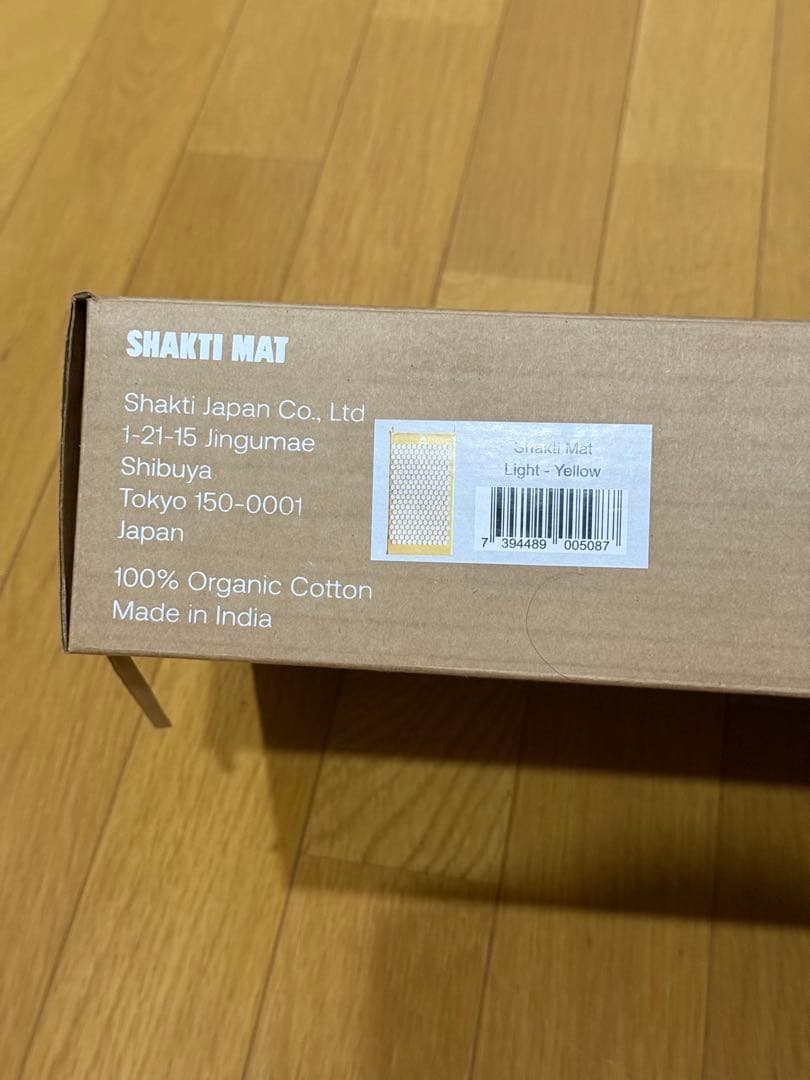 SHAKTI MAT
Shakti Japan Co., Ltd
1-21-15 Jingumae
Shibuya
Tokyo 150-0001
Japan
100% Organic Cotton
Made in India
Shakti Mat
Light - Yellow
7 394489 005087